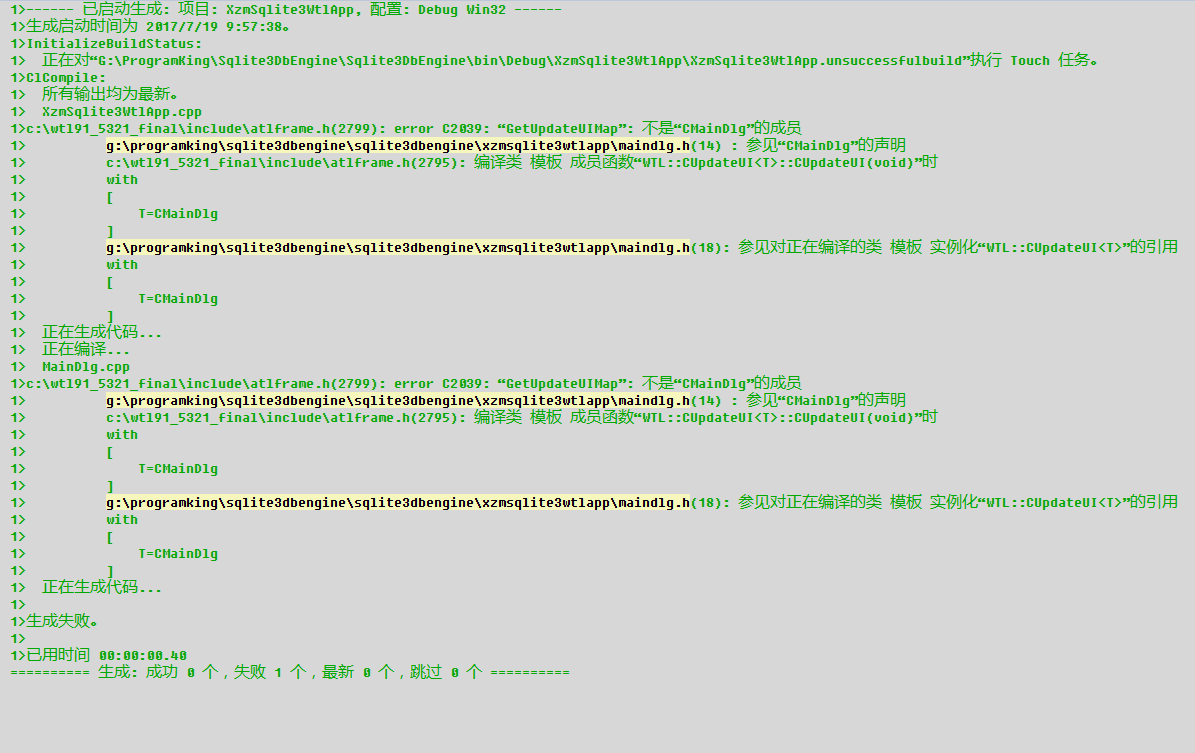 1>------ 已启动生成: 项目: XzmSqlite3WtlApp, 配置: Debug Win32 ------
1>生成启动时间为 2017/7/19 9:57:38。
1>InitializeBuildStatus:
1>  正在对“G:\ProgramKing\Sqlite3DbEngine\Sqlite3DbEngine\bin\Debug\XzmSqlite3WtlApp\XzmSqlite3WtlApp.unsuccessfulbuild”执行 Touch 任务。
1>ClCompile:
1>  所有输出均为最新。
1>  XzmSqlite3WtlApp.cpp
1>c:\wtl91_5321_final\include\atlframe.h(2799): error C2039: “GetUpdateUIMap”: 不是“CMainDlg”的成员
1>          g:\programking\sqlite3dbengine\sqlite3dbengine\xzmsqlite3wtlapp\maindlg.h(14) : 参见“CMainDlg”的声明
1>          c:\wtl91_5321_final\include\atlframe.h(2795): 编译类 模板 成员函数“WTL::CUpdateUI<T>::CUpdateUI(void)”时
1>          with
1>          [
1>              T=CMainDlg
1>          ]
1>          g:\programking\sqlite3dbengine\sqlite3dbengine\xzmsqlite3wtlapp\maindlg.h(18): 参见对正在编译的类 模板 实例化“WTL::CUpdateUI<T>”的引用
1>          with
1>          [
1>              T=CMainDlg
1>          ]
1>  正在生成代码...
1>  正在编译...
1>  MainDlg.cpp
1>c:\wtl91_5321_final\include\atlframe.h(2799): error C2039: “GetUpdateUIMap”: 不是“CMainDlg”的成员
1>          g:\programking\sqlite3dbengine\sqlite3dbengine\xzmsqlite3wtlapp\maindlg.h(14) : 参见“CMainDlg”的声明
1>          c:\wtl91_5321_final\include\atlframe.h(2795): 编译类 模板 成员函数“WTL::CUpdateUI<T>::CUpdateUI(void)”时
1>          with
1>          [
1>              T=CMainDlg
1>          ]
1>          g:\programking\sqlite3dbengine\sqlite3dbengine\xzmsqlite3wtlapp\maindlg.h(18): 参见对正在编译的类 模板 实例化“WTL::CUpdateUI<T>”的引用
1>          with
1>          [
1>              T=CMainDlg
1>          ]
1>  正在生成代码...
1>
1>生成失败。
1>
1>已用时间 00:00:00.40
========== 生成: 成功 0 个，失败 1 个，最新 0 个，跳过 0 个 ==========